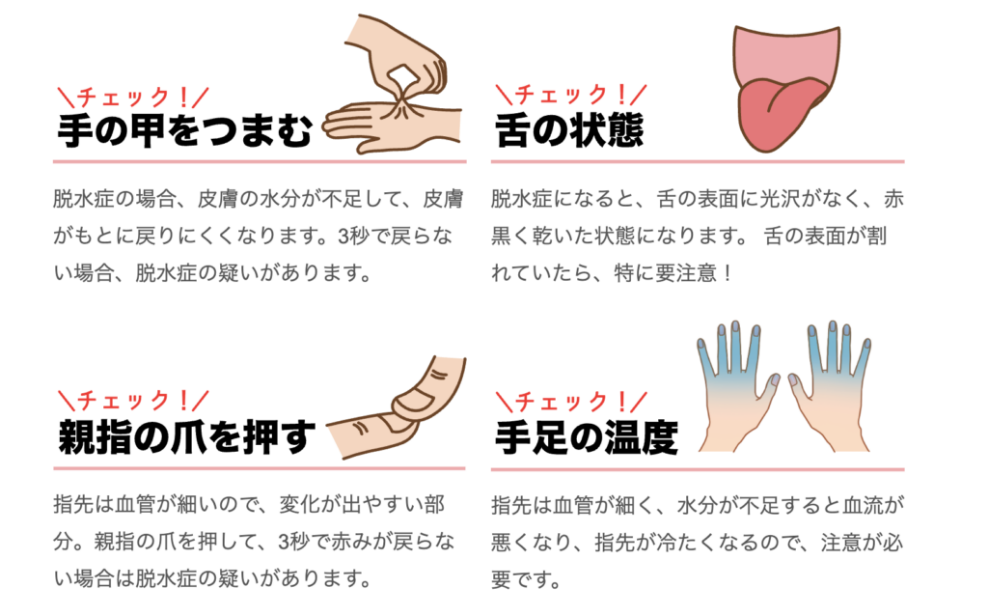 ＼チェック！／
手の甲をつまむ
脱水症の場合、皮膚の水分が不足して、皮膚
がもとに戻りにくくなります。3秒で戻らな
い場合、脱水症の疑いがあります。
＼チェック！／
舌の状態
脱水症になると、舌の表面に光沢がなく、赤
黒く乾いた状態になります。 舌の表面が割
れていたら、特に要注意！
＼チェック！／
親指の爪を押す
指先は血管が細いので、変化が出やすい部
分。親指の爪を押して、3秒で赤みが戻らな
い場合は脱水症の疑いがあります。
＼チェック！／
手足の温度
指先は血管が細く、水分が不足すると血流が
悪くなり、指先が冷たくなるので、注意が必
要です。